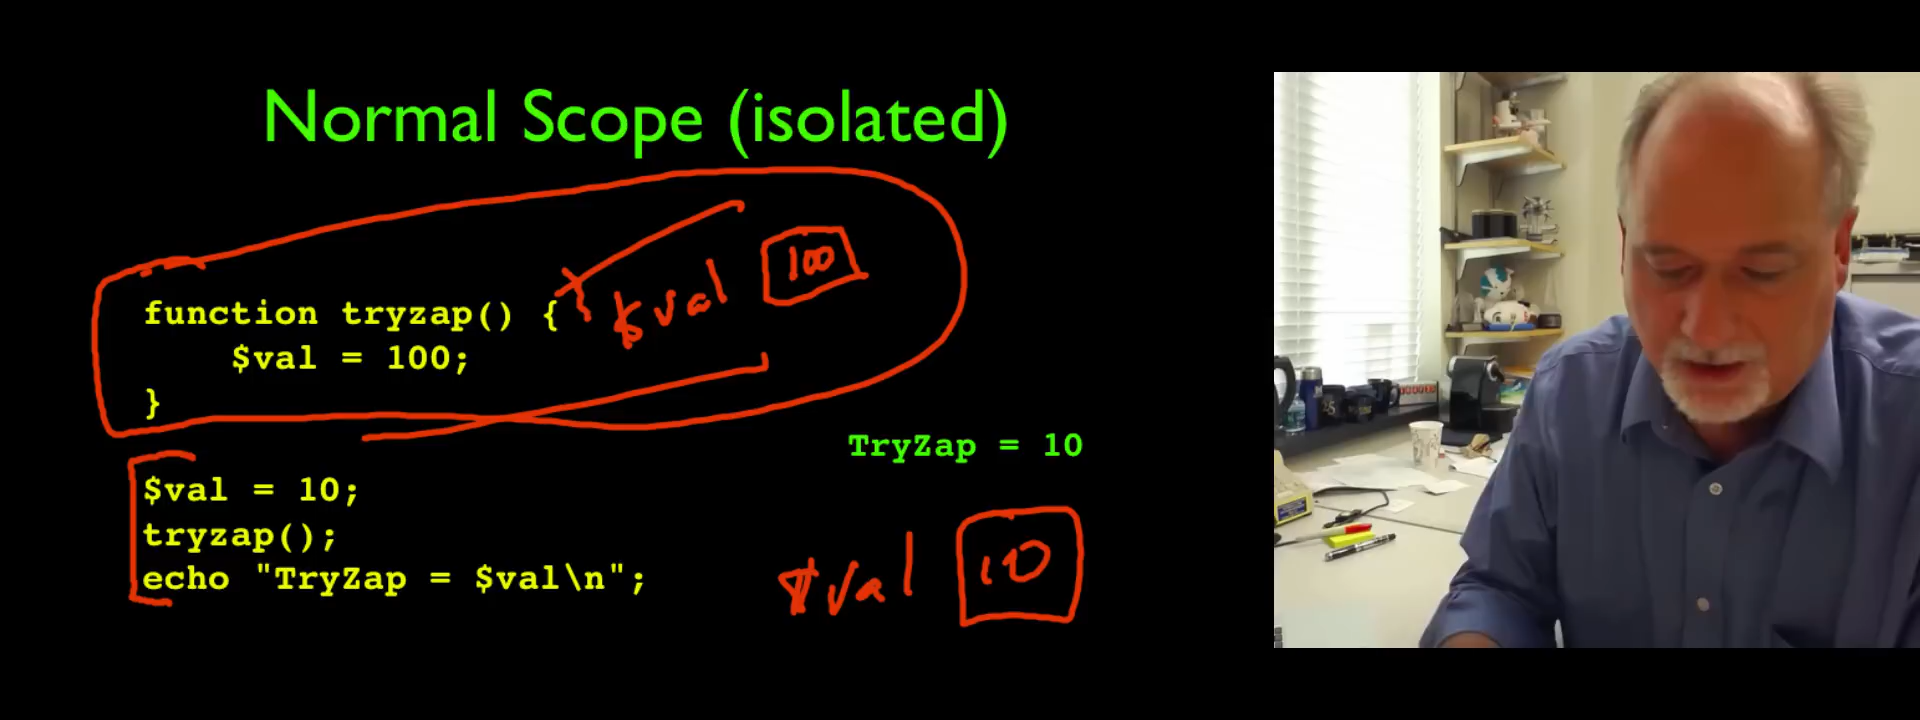 Normal Scope (isolated)
$val 100
function tryzap() {
$val = 100;
}
TryZap = 10
$val = 10;
tryzap();
echo "TryZap = $val\n";
$val 10